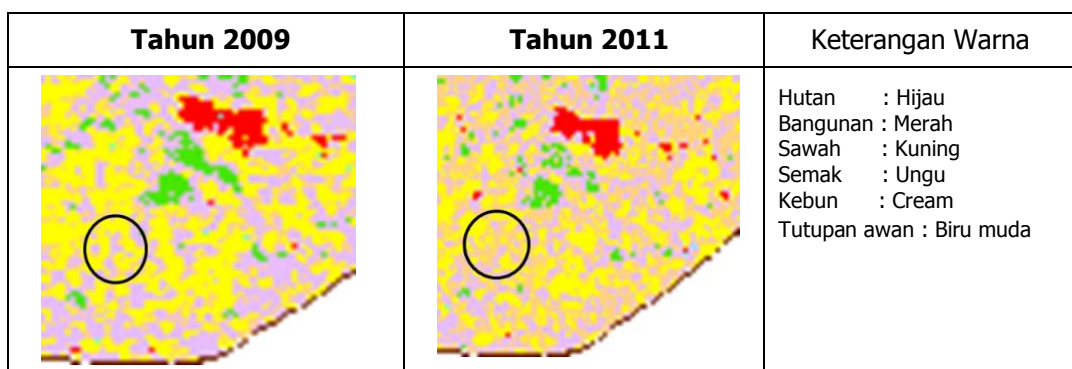 Tahun 2009
Tahun 2011
Keterangan Warna
Hutan : Hijau
Bangunan : Merah
Sawah : Kuning
Semak : Ungu
Kebun : Cream
Tutupan awan : Biru muda